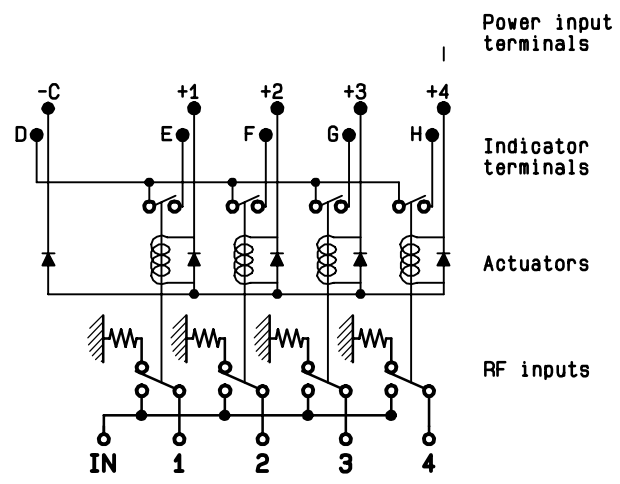 Power input
terminals
-C +1 +2 +3 +4
D E F G H
Indicator
terminals
Actuators
RF inputs
IN 1 2 3 4